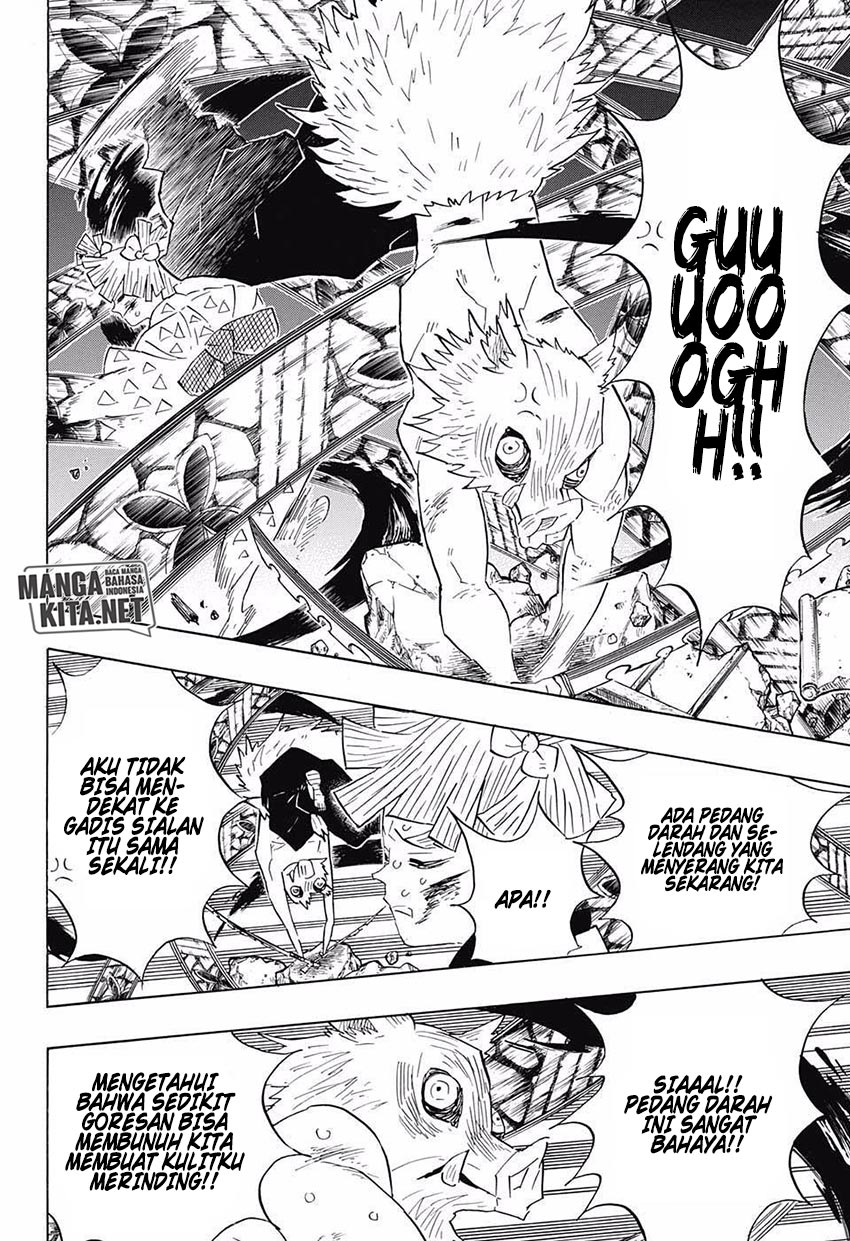 GUU
UOO
OGH
H!!
MANGA
KITA.NET
BACA MANGA
BAHASA
INDONESIA
ADA PEDANG
DARAH DAN SE-
LENDANG YANG
MENYERANG KITA
SEKARANG!
APA!!
AKU TIDAK
BISA MEN-
DEKAT KE
GADIS SIALAN
ITU SAMA
SEKALI!!
SIAAAL!!
PEDANG DARAH
INI SANGAT
BAHAYA!!
MENGETAHUI
BAHWA SEDIKIT
GORESAN BISA
MEMBUNUH KITA
MEMBUAT KULITKU
MERINDING!!